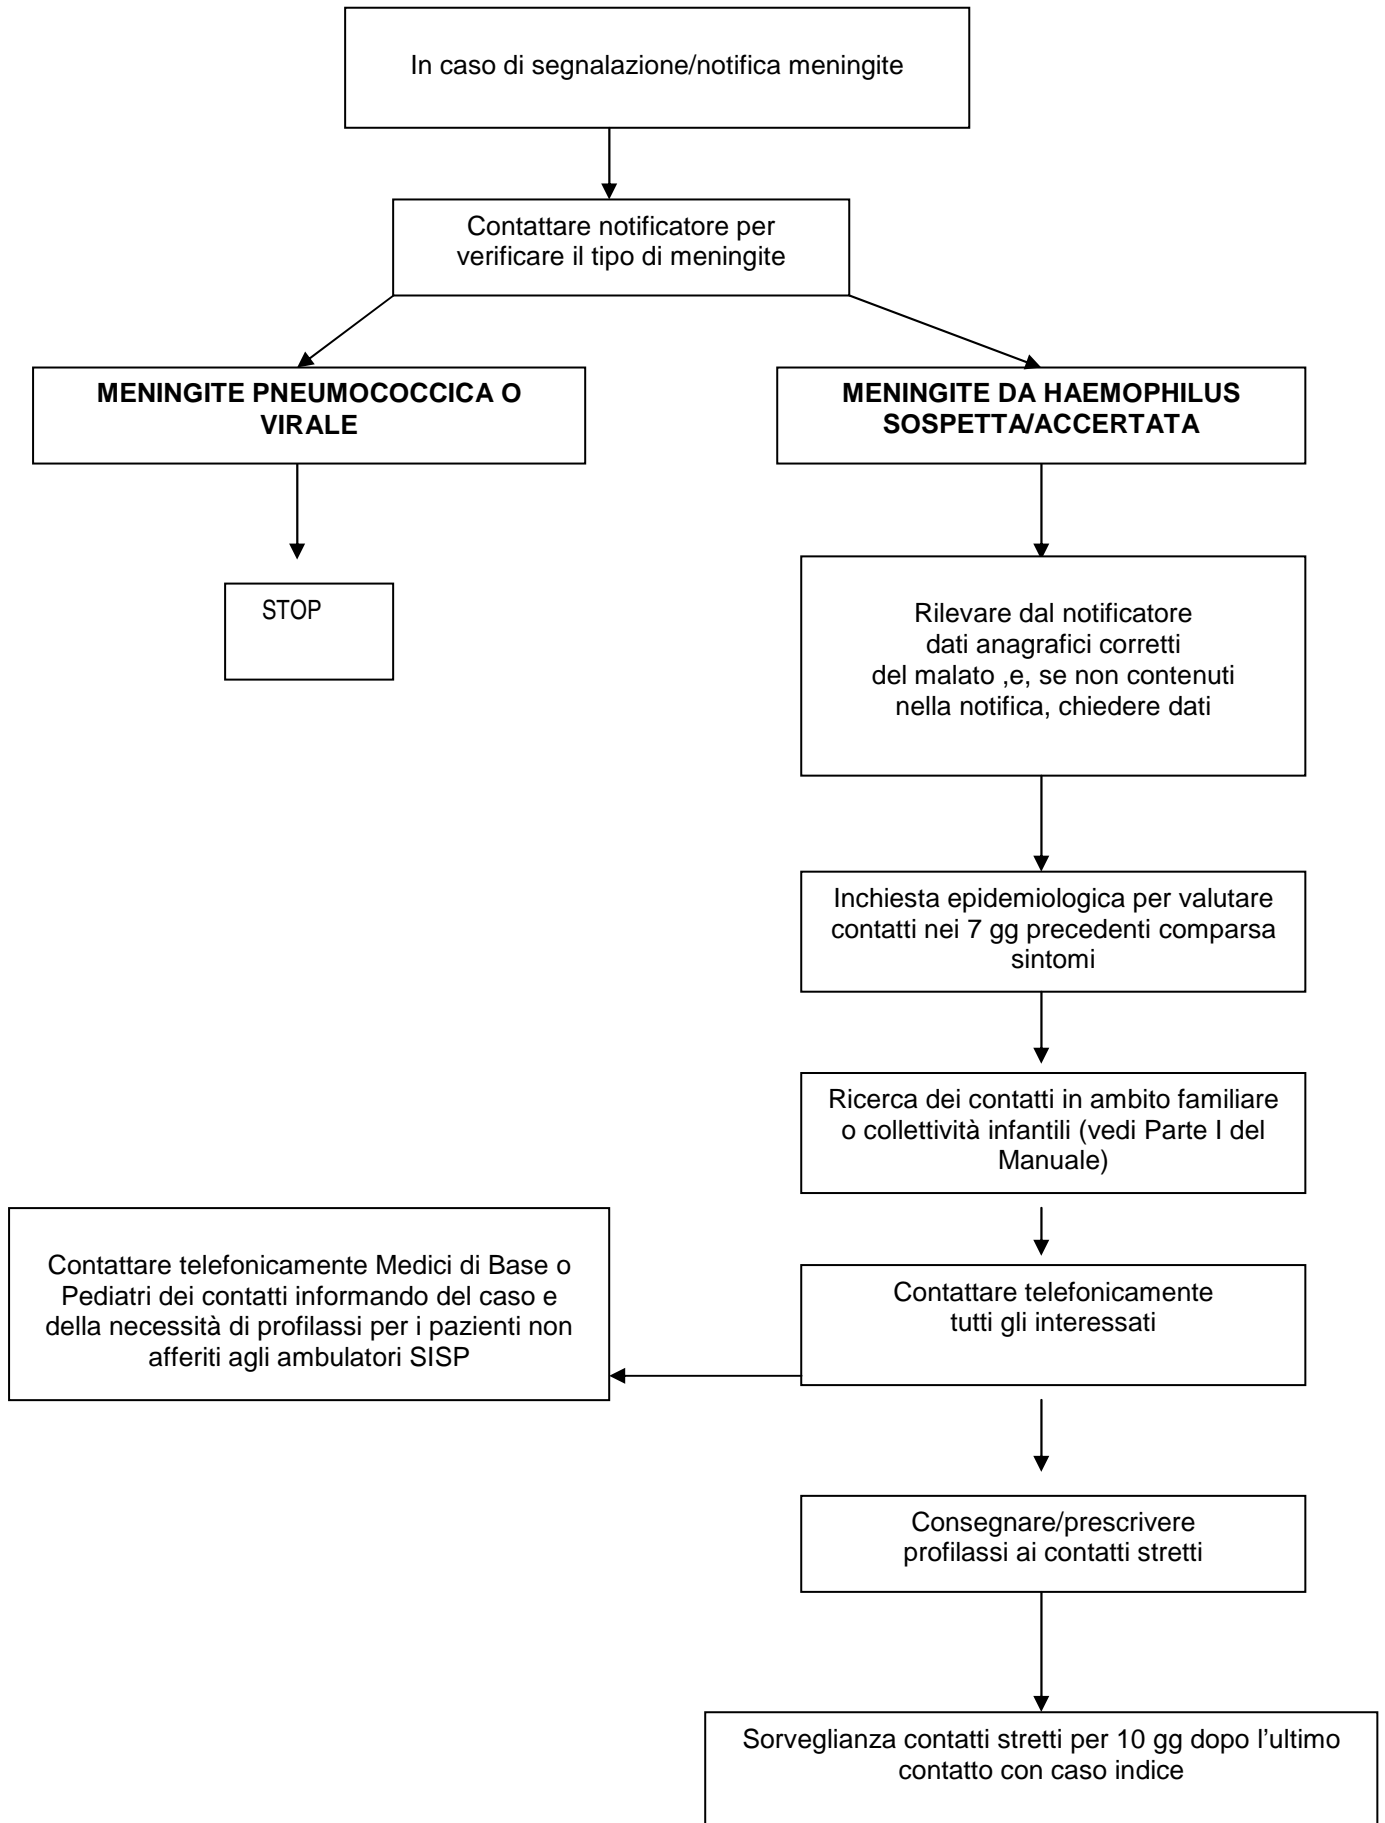 In caso di segnalazione/notifica meningite
Contattare notificatore per
verificare il tipo di meningite
MENINGITE PNEUMOCOCCICA O
VIRALE
MENINGITE DA HAEMOPHILUS
SOSPETTA/ACCERTATA
STOP
Rilevare dal notificatore
dati anagrafici corretti
del malato ,e, se non contenuti
nella notifica, chiedere dati
Inchiesta epidemiologica per valutare
contatti nei 7 gg precedenti comparsa
sintomi
Ricerca dei contatti in ambito familiare
o collettività infantili (vedi Parte I del
Manuale)
Contattare telefonicamente Medici di Base o
Pediatri dei contatti informando del caso e
della necessità di profilassi per i pazienti non
afferiti agli ambulatori SISP
Contattare telefonicamente
tutti gli interessati
Consegnare/prescrivere
profilassi ai contatti stretti
Sorveglianza contatti stretti per 10 gg dopo l’ultimo
contatto con caso indice